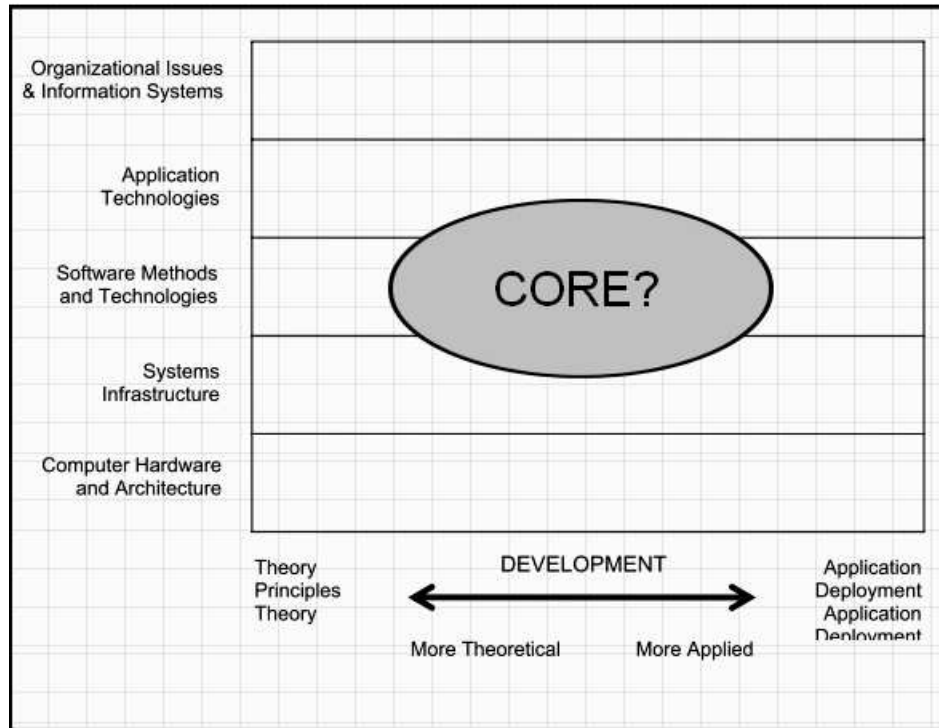 Organizational Issues
& Information Systems
Application
Technologies
Software Methods
and Technologies
CORE?
Systems
Infrastructure
Computer Hardware
and Architecture
Theory
Principles
Theory
DEVELOPMENT
More Theoretical
More Applied
Application
Deployment
Application
Deployment